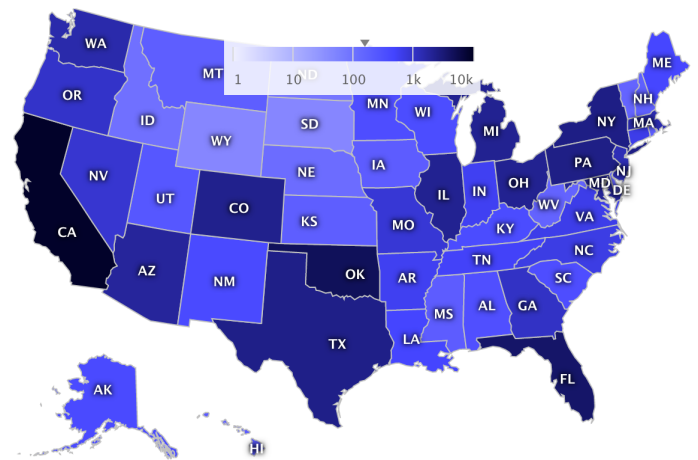 WA
ME
MT
ND
1 10 100 1k 10k
OR
MN
NH
ID
SD
WI
NY
MA
WY
MI
IA
PA
NE
NJ
NV
OH
MD
DE
UT
IL
IN
CO
WV
KS
MO
VA
KY
CA
NC
TN
AZ
OK
NM
AR
SC
MS
AL
GA
TX
LA
FL
AK
HI